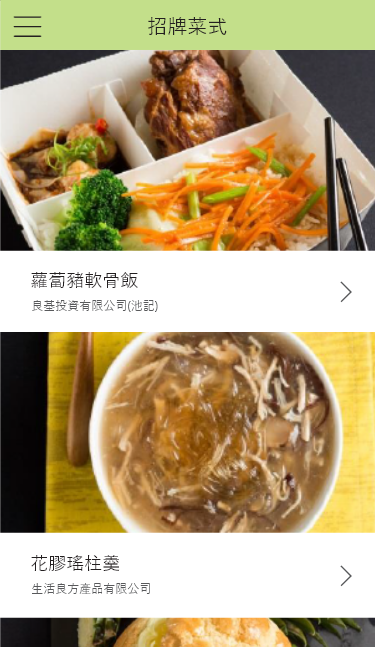 招牌菜式
蘿蔔豬軟骨飯
良基投資有限公司(池記)
花膠瑤柱羹
生活良方產品有限公司